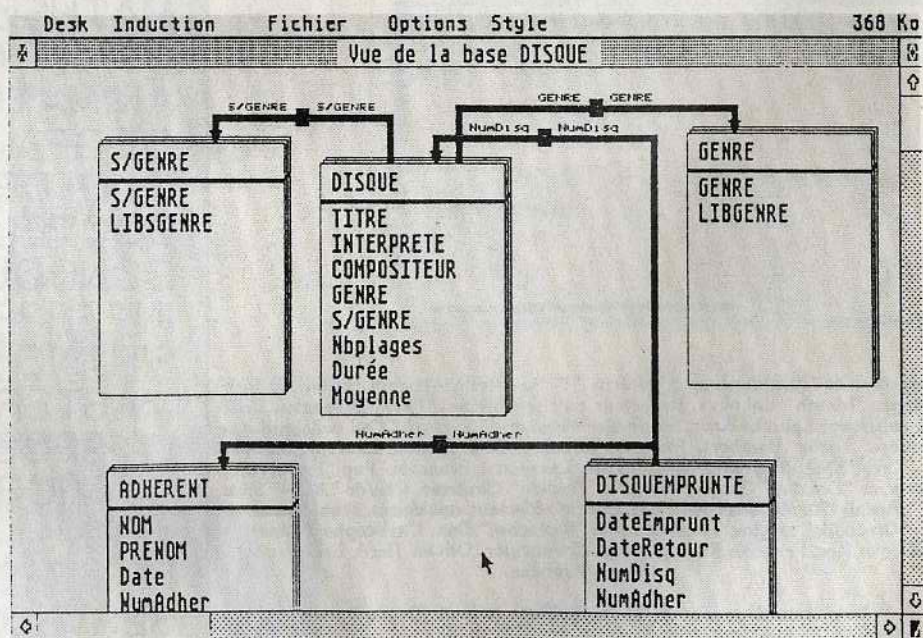 Desk Induction Fichier Options Style 368 Ko
Vue de la base DISQUE
S/GENRE S/GENRE
GENRE GENRE
NumDisq NumDisq
S/GENRE
S/GENRE
LIBSGENRE
DISQUE
TITRE
INTERPRETE
COMPOSITEUR
GENRE
S/GENRE
Nbplages
Durée
Moyenne
GENRE
GENRE
LIBGENRE
NumAdher NumAdher
ADHERENT
NOM
PRENOM
Date
NumAdher
DISQUEMPRUNTE
DateEmprunt
DateRetour
NumDisq
NumAdher